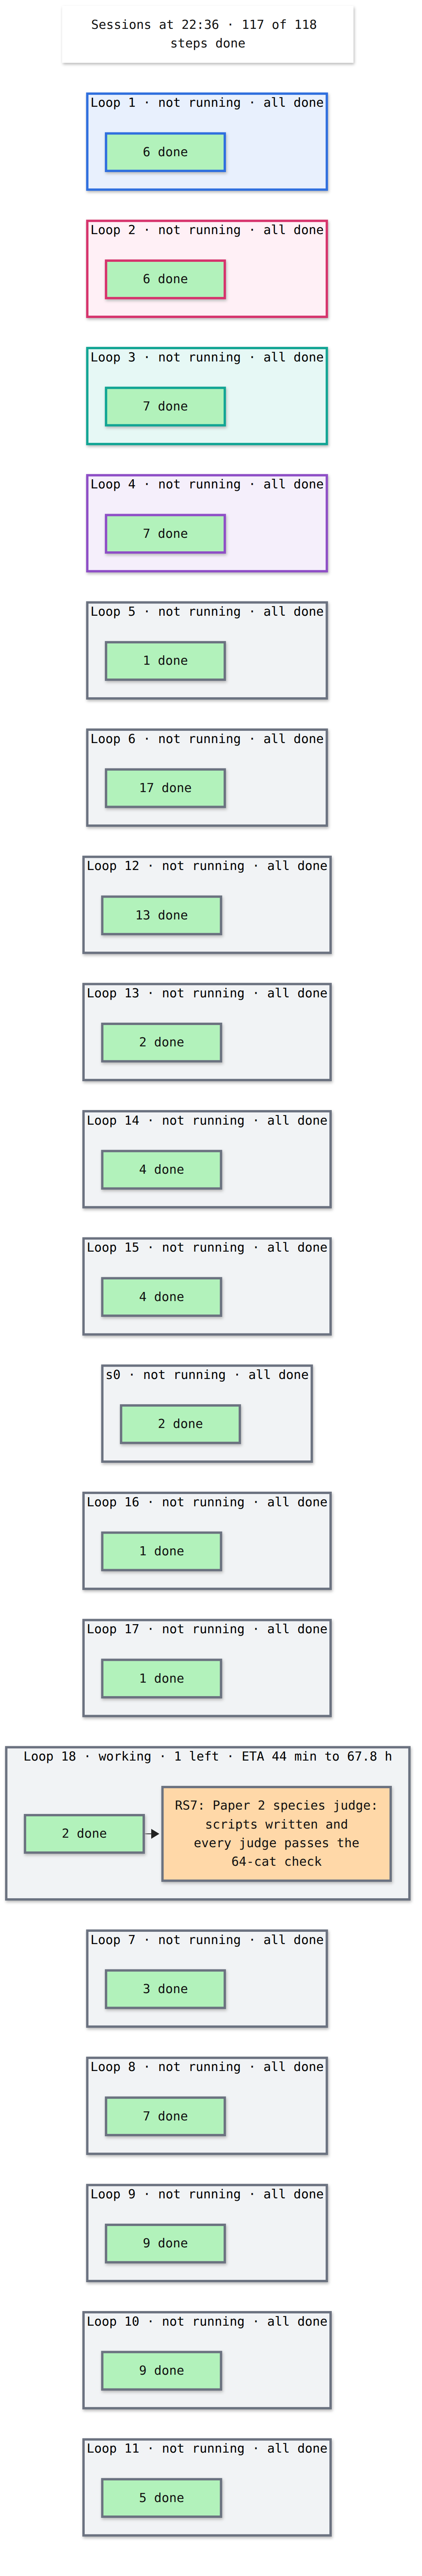 Sessions at 22:36 · 117 of 118
steps done
Loop 1 · not running · all done
6 done
Loop 2 · not running · all done
6 done
Loop 3 · not running · all done
7 done
Loop 4 · not running · all done
7 done
Loop 5 · not running · all done
1 done
Loop 6 · not running · all done
17 done
Loop 12 · not running · all done
13 done
Loop 13 · not running · all done
2 done
Loop 14 · not running · all done
4 done
Loop 15 · not running · all done
4 done
s0 · not running · all done
2 done
Loop 16 · not running · all done
1 done
Loop 17 · not running · all done
1 done
Loop 18 · working · 1 left · ETA 44 min to 67.8 h
2 done
RS7: Paper 2 species judge:
scripts written and
every judge passes the
64-cat check
Loop 7 · not running · all done
3 done
Loop 8 · not running · all done
7 done
Loop 9 · not running · all done
9 done
Loop 10 · not running · all done
9 done
Loop 11 · not running · all done
5 done